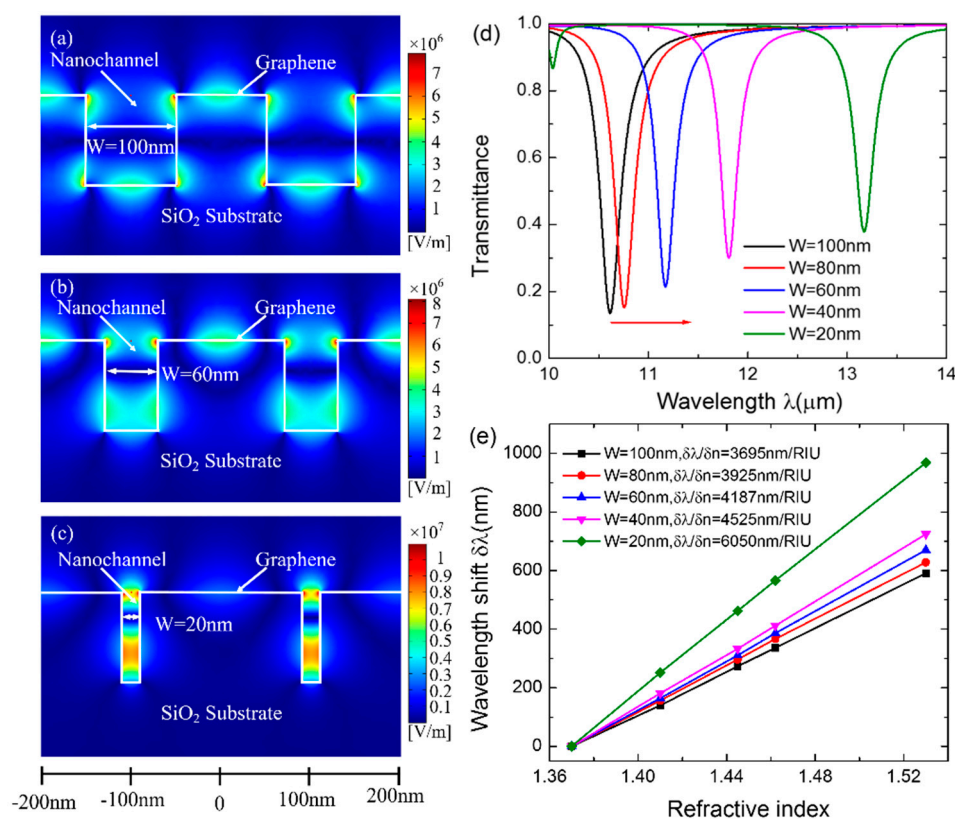 (a)
Nanochannel
Graphene
W=100nm
SiO₂ Substrate
×10⁶
7
6
5
4
3
2
1
[V/m]
(b)
Nanochannel
Graphene
W=60nm
SiO₂ Substrate
×10⁶
8
7
6
5
4
3
2
1
[V/m]
(c)
Nanochannel
Graphene
W=20nm
SiO₂ Substrate
×10⁷
1
0.9
0.8
0.7
0.6
0.5
0.4
0.3
0.2
0.1
[V/m]
-200nm
-100nm
0
100nm
200nm
(d)
1.0
0.8
0.6
0.4
0.2
0.0
Transmittance
W=100nm
W=80nm
W=60nm
W=40nm
W=20nm
10
11
12
13
14
Wavelength λ(μm)
(e)
1000
800
600
400
200
0
Wavelength shift δλ(nm)
W=100nm,δλ/δn=3695nm/RIU
W=80nm,δλ/δn=3925nm/RIU
W=60nm,δλ/δn=4187nm/RIU
W=40nm,δλ/δn=4525nm/RIU
W=20nm,δλ/δn=6050nm/RIU
1.36
1.40
1.44
1.48
1.52
Refractive index